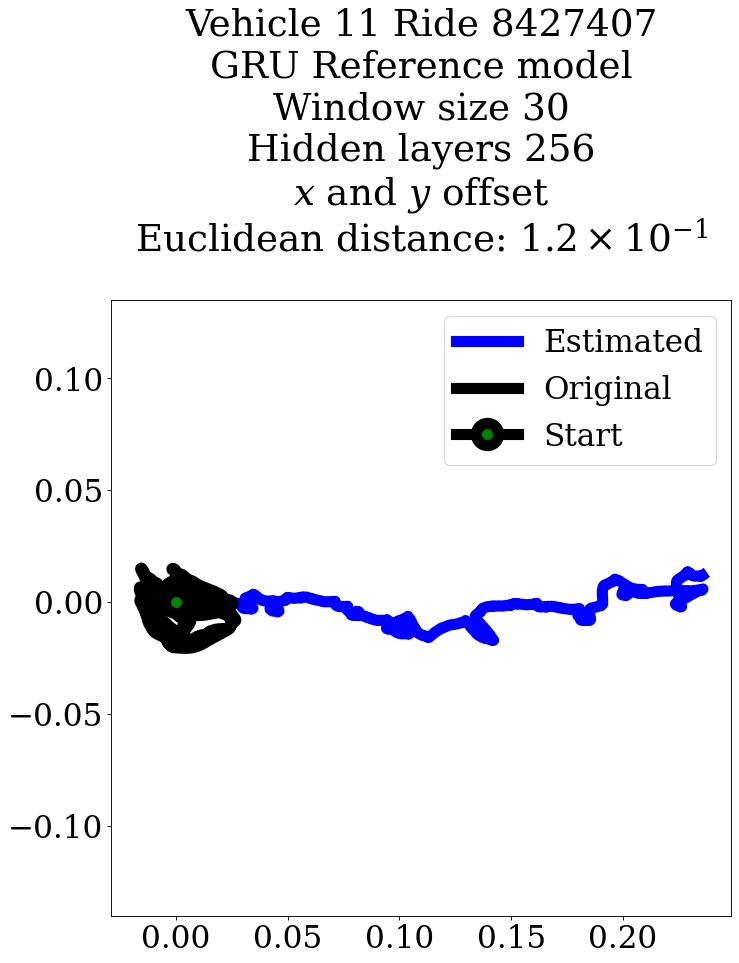 Vehicle 11 Ride 8427407
GRU Reference model
Window size 30
Hidden layers 256
x and y offset
Euclidean distance: 1.2 × 10⁻¹
Estimated
Original
Start
0.10
0.05
0.00
−0.05
−0.10
0.00 0.05 0.10 0.15 0.20